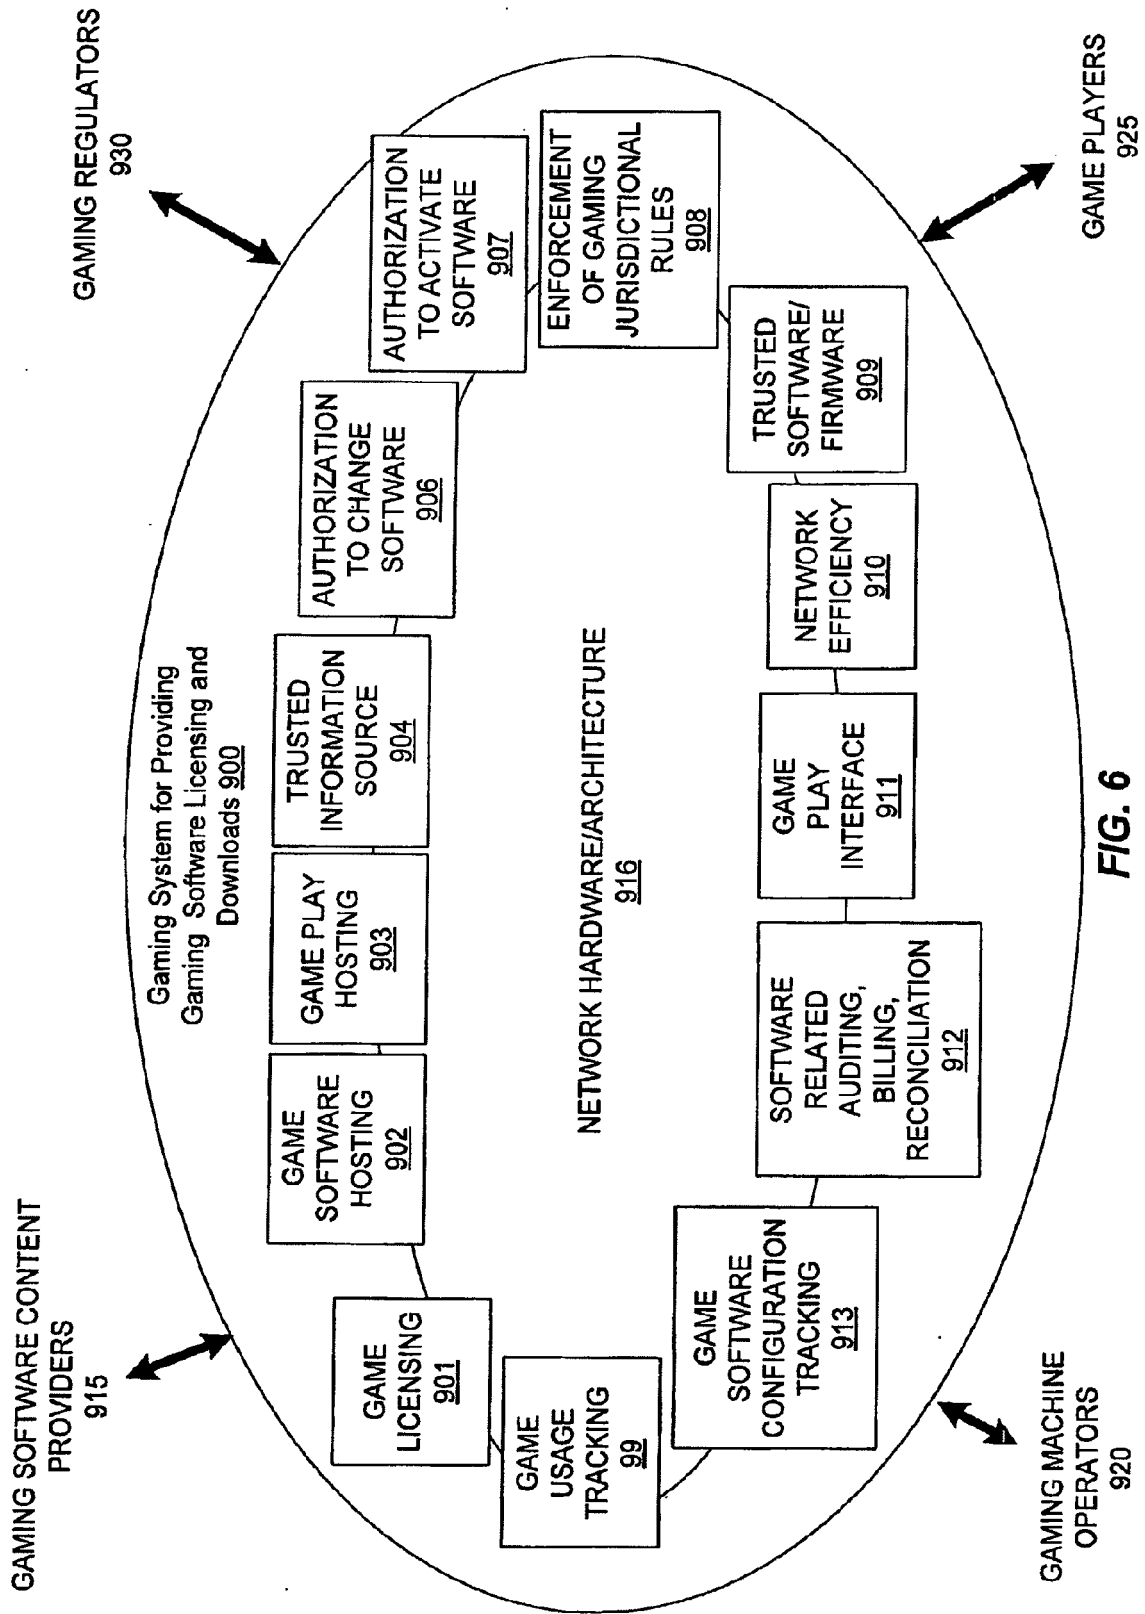 GAMING SOFTWARE CONTENT
PROVIDERS
915
GAMING REGULATORS
930
Gaming System for Providing
Gaming Software Licensing and
Downloads 900
GAME
LICENSING
901
GAME
SOFTWARE
HOSTING
902
GAME PLAY
HOSTING
903
TRUSTED
INFORMATION
SOURCE
904
AUTHORIZATION
TO CHANGE
SOFTWARE
906
AUTHORIZATION
TO ACTIVATE
SOFTWARE
907
ENFORCEMENT
OF GAMING
JURISDICTIONAL
RULES
908
NETWORK HARDWARE/ARCHITECTURE
916
GAME
USAGE
TRACKING
99
GAME
SOFTWARE
CONFIGURATION
TRACKING
913
SOFTWARE
RELATED
AUDITING,
BILLING,
RECONCILIATION
912
GAME
PLAY
INTERFACE
911
NETWORK
EFFICIENCY
910
TRUSTED
SOFTWARE/
FIRMWARE
909
GAMING MACHINE
OPERATORS
920
GAME PLAYERS
925
FIG. 6